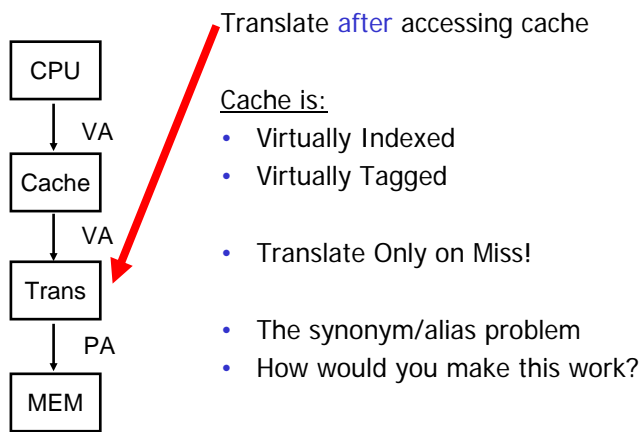 Translate after accessing cache
CPU
VA
Cache
VA
Trans
PA
MEM
Cache is:
• Virtually Indexed
• Virtually Tagged
• Translate Only on Miss!
• The synonym/alias problem
• How would you make this work?